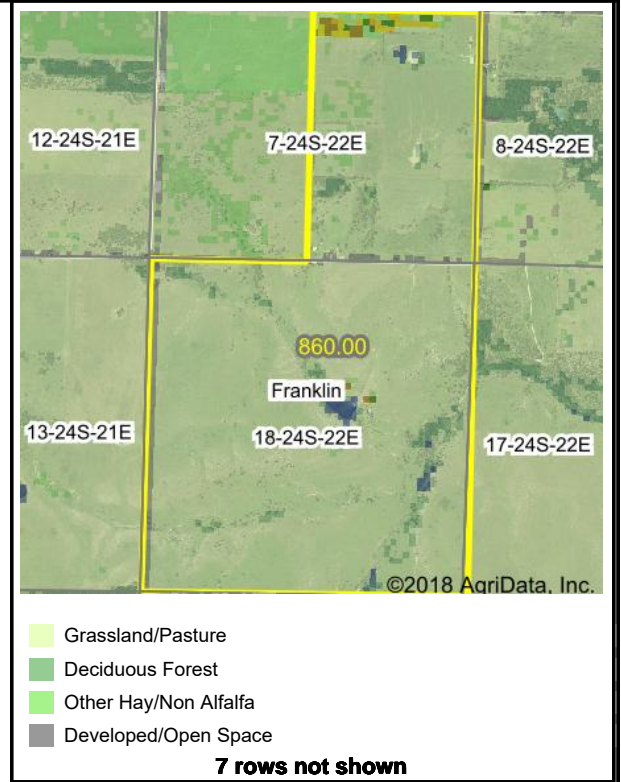 12-24S-21E
7-24S-22E
8-24S-22E
860.00
Franklin
13-24S-21E
18-24S-22E
17-24S-22E
©2018 AgriData, Inc.
Grassland/Pasture
Deciduous Forest
Other Hay/Non Alfalfa
Developed/Open Space
7 rows not shown